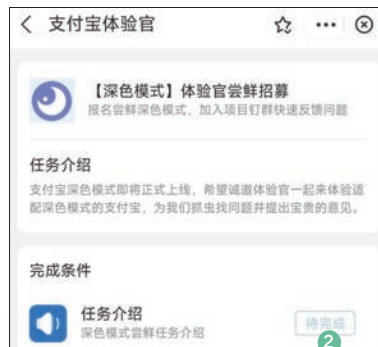 支付宝体验官
【深色模式】体验官尝鲜招募
报名尝鲜深色模式，加入项目钉群快速反馈问题
任务介绍
支付宝深色模式即将正式上线，希望诚邀体验官一起来体验适
配深色模式的支付宝，为我们抓虫找问题并提出宝贵的意见。
完成条件
任务介绍
深色模式尝鲜任务介绍
待完成
2